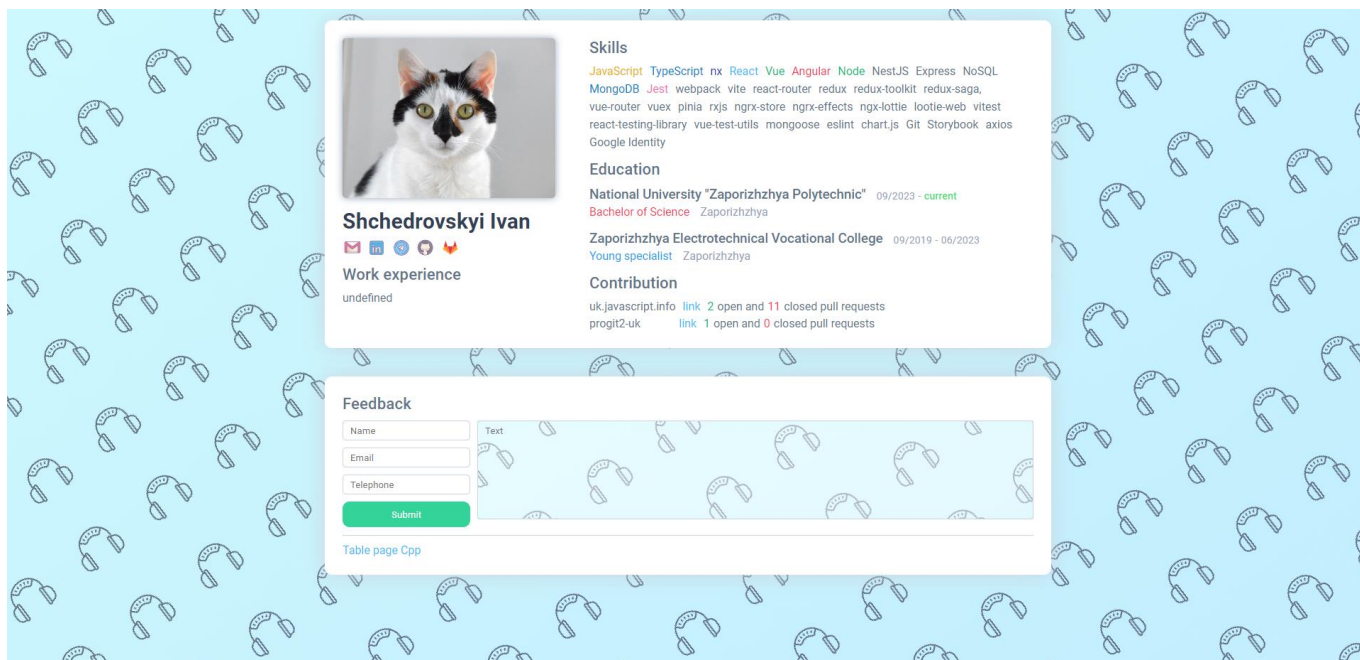 Shchedrovskyi Ivan
Work experience
undefined
Skills
JavaScript TypeScript nx React Vue Angular Node NestJS Express NoSQL
MongoDB Jest webpack vite react-router redux redux-toolkit redux-saga,
vue-router vuex pinia rxjs ngrx-store ngrx-effects ngx-lottie lootie-web vitest
react-testing-library vue-test-utils mongoose eslint chart.js Git Storybook axios
Google Identity
Education
National University "Zaporizhzhya Polytechnic" 09/2023 - current
Bachelor of Science Zaporizhzhya
Zaporizhzhya Electrotechnical Vocational College 09/2019 - 06/2023
Young specialist Zaporizhzhya
Contribution
uk.javascript.info link 2 open and 11 closed pull requests
progit2-uk link 1 open and 0 closed pull requests
Feedback
Name
Email
Telephone
Submit
Text
Table page Cpp